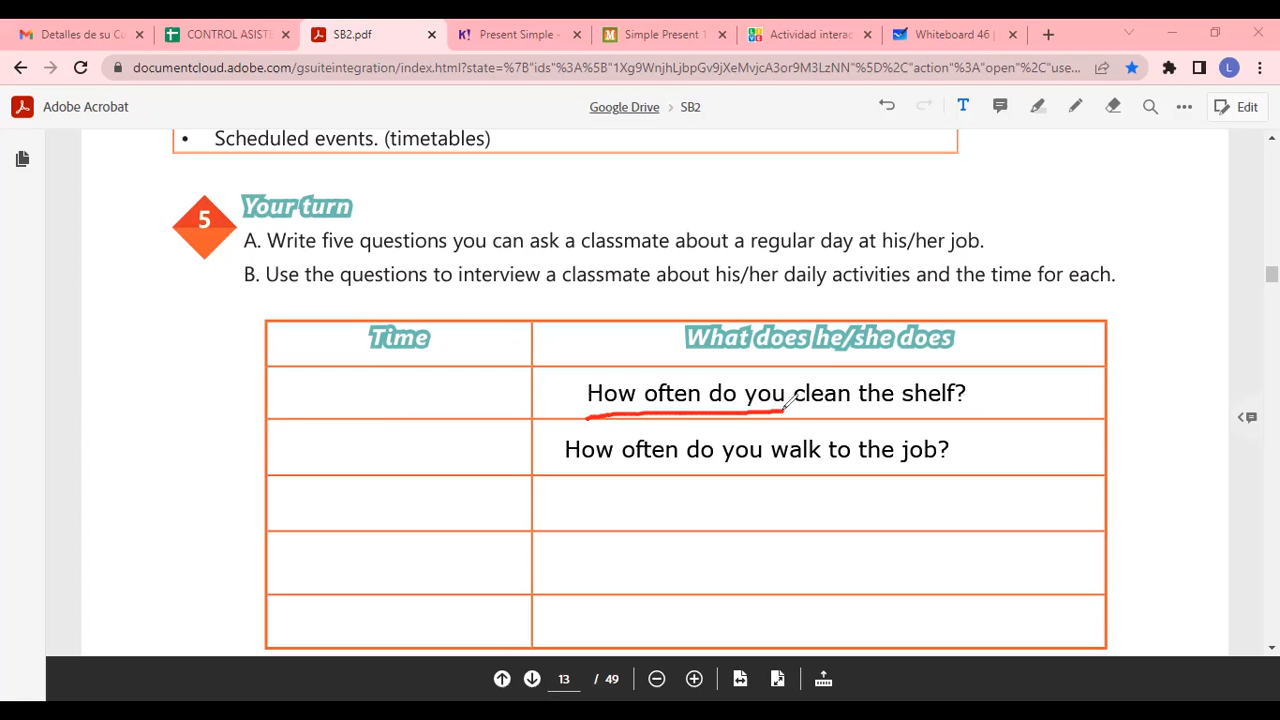 Detalles de su Cu
CONTROL ASISTE
SB2.pdf
Present Simple -
Simple Present 1
Actividad interac
Whiteboard 46 p
documentcloud.adobe.com/gsuiteintegration/index.html?state=%7B"ids"%3A%5B"1Xg9WnjhLjbpGv9jXeMvjcA3or9M3LzNN"%5D%2C"action"%3A"open"%2C"use...
L
Adobe Acrobat
Google Drive
SB2
T
Edit
• Scheduled events. (timetables)
5
Your turn
A. Write five questions you can ask a classmate about a regular day at his/her job.
B. Use the questions to interview a classmate about his/her daily activities and the time for each.
Time
What does he/she does
How often do you clean the shelf?
How often do you walk to the job?
13 / 49